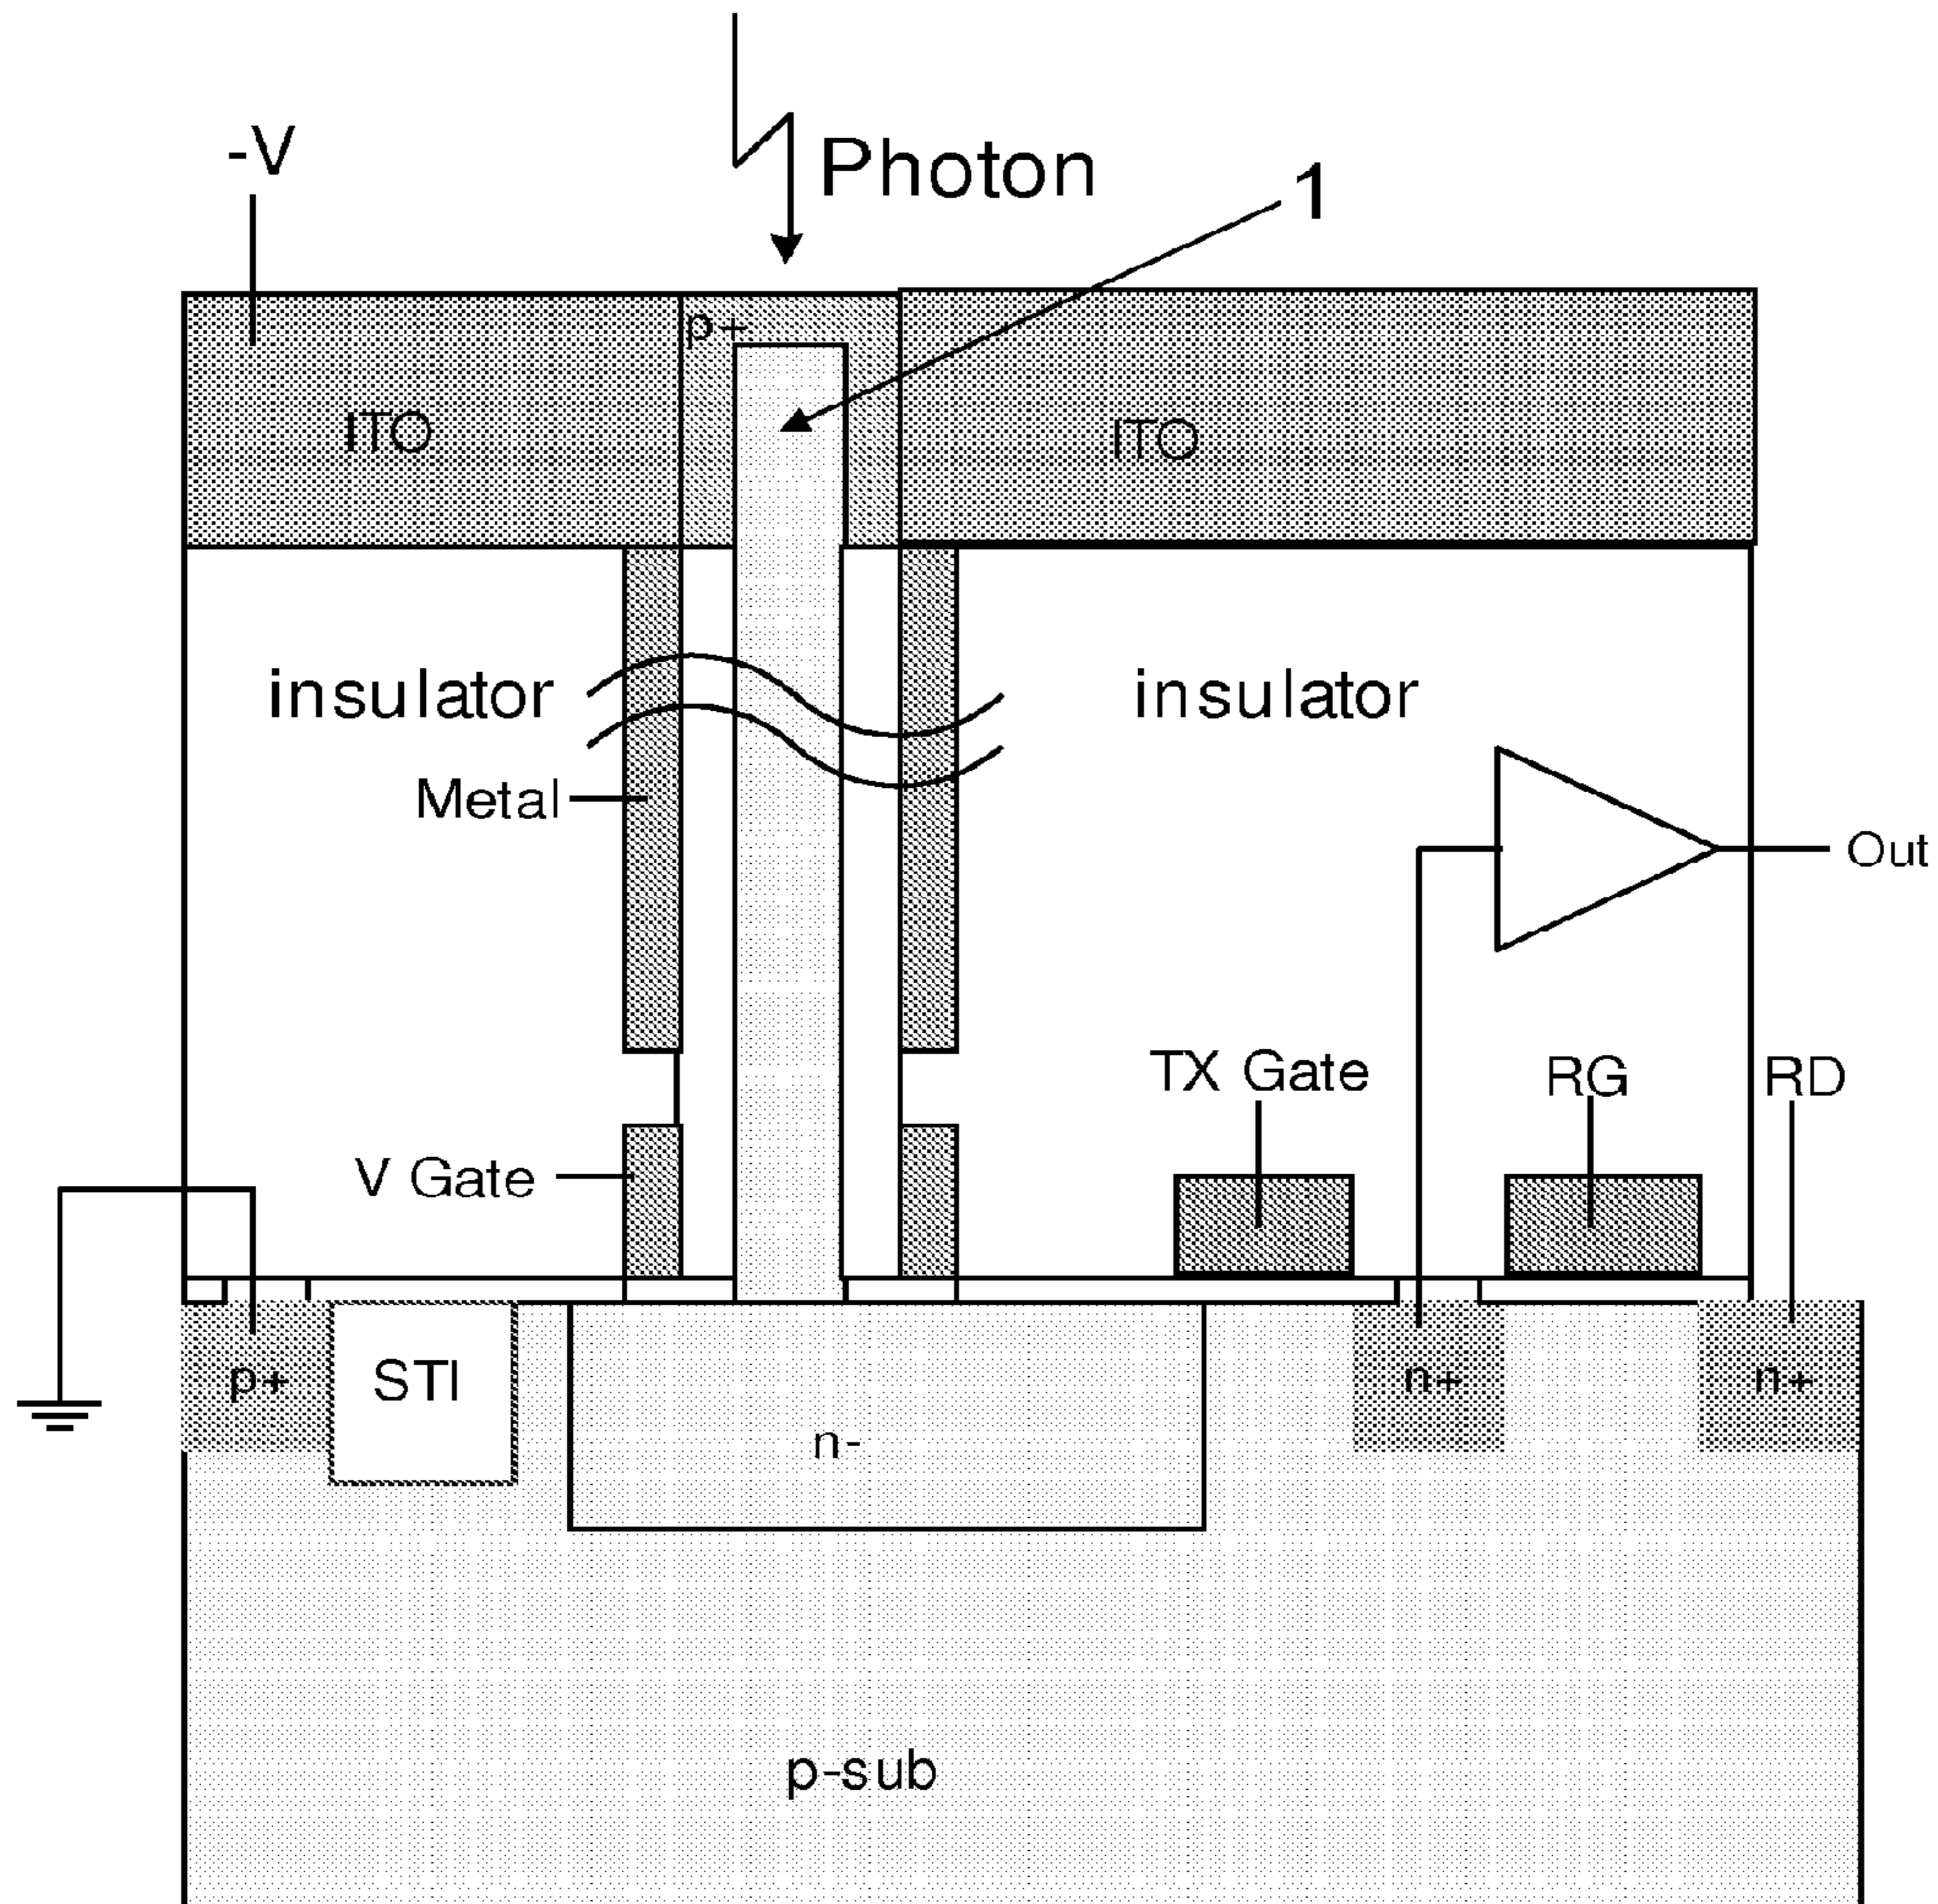 -V
Photon
1
p+
ITO
ITO
insulator
insulator
Metal
Out
TX Gate
RG
RD
V Gate
p+
STI
n+
n+
n-
p-sub